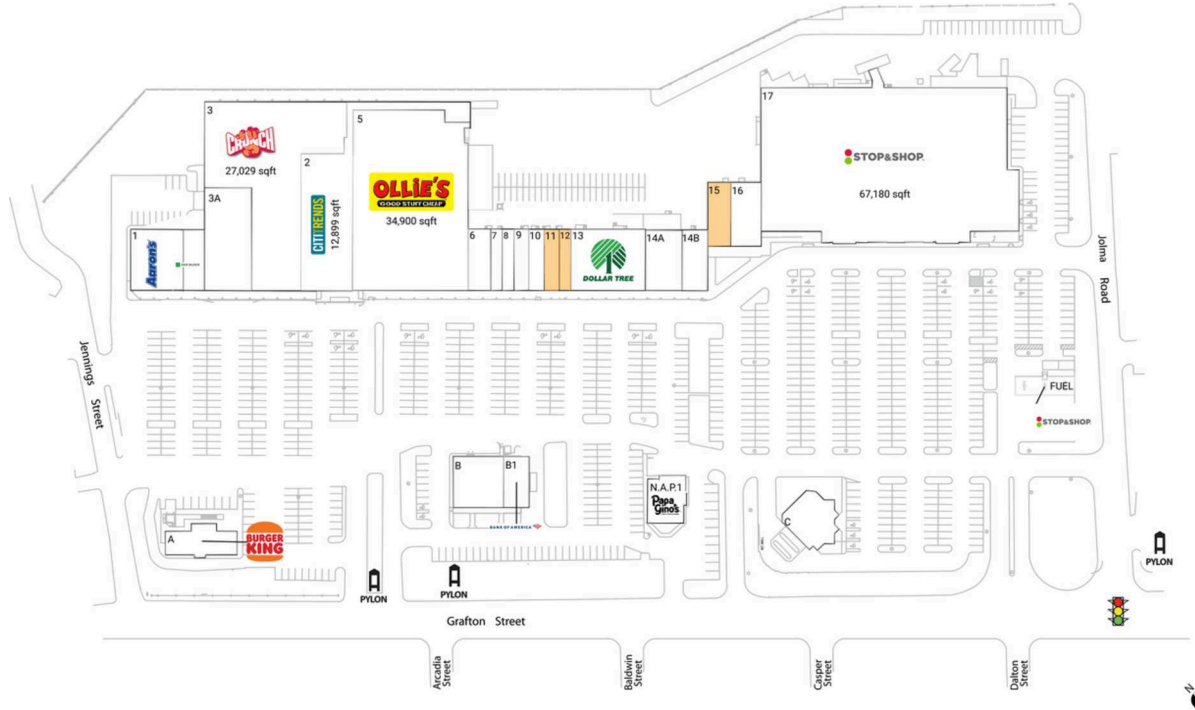 17
3
CRUNCH
27,029 sqft
5
STOP&SHOP.
67,180 sqft
2
CITITRENDS
12,899 sqft
OLLIE'S
GOOD STUFF CHEAP
34,900 sqft
3A
15
16
1
Aaron's
6
7
8
9
10
11
12
13
DOLLAR TREE
14A
14B
Jolma
Road
Jennings
Street
FUEL
STOP&SHOP.
B
B1
BANK OF AMERICA
N.A.P.1
Papa
Gino's
C
A
BURGER
KING
PYLON
PYLON
PYLON
Grafton Street
Arcadia
Street
Baldwin
Street
Casper
Street
Dalton
Street
N